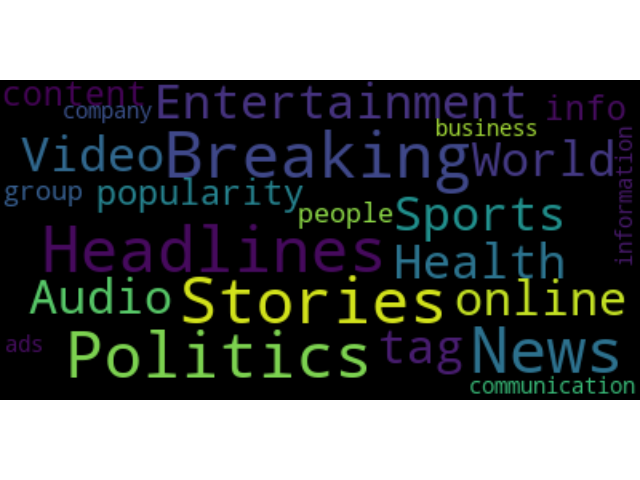 content
company
Entertainment
info
business
Video
Breaking
World
information
group
popularity
people
Sports
Headlines
Health
Audio
Stories
online
ads
Politics
tag
News
communication